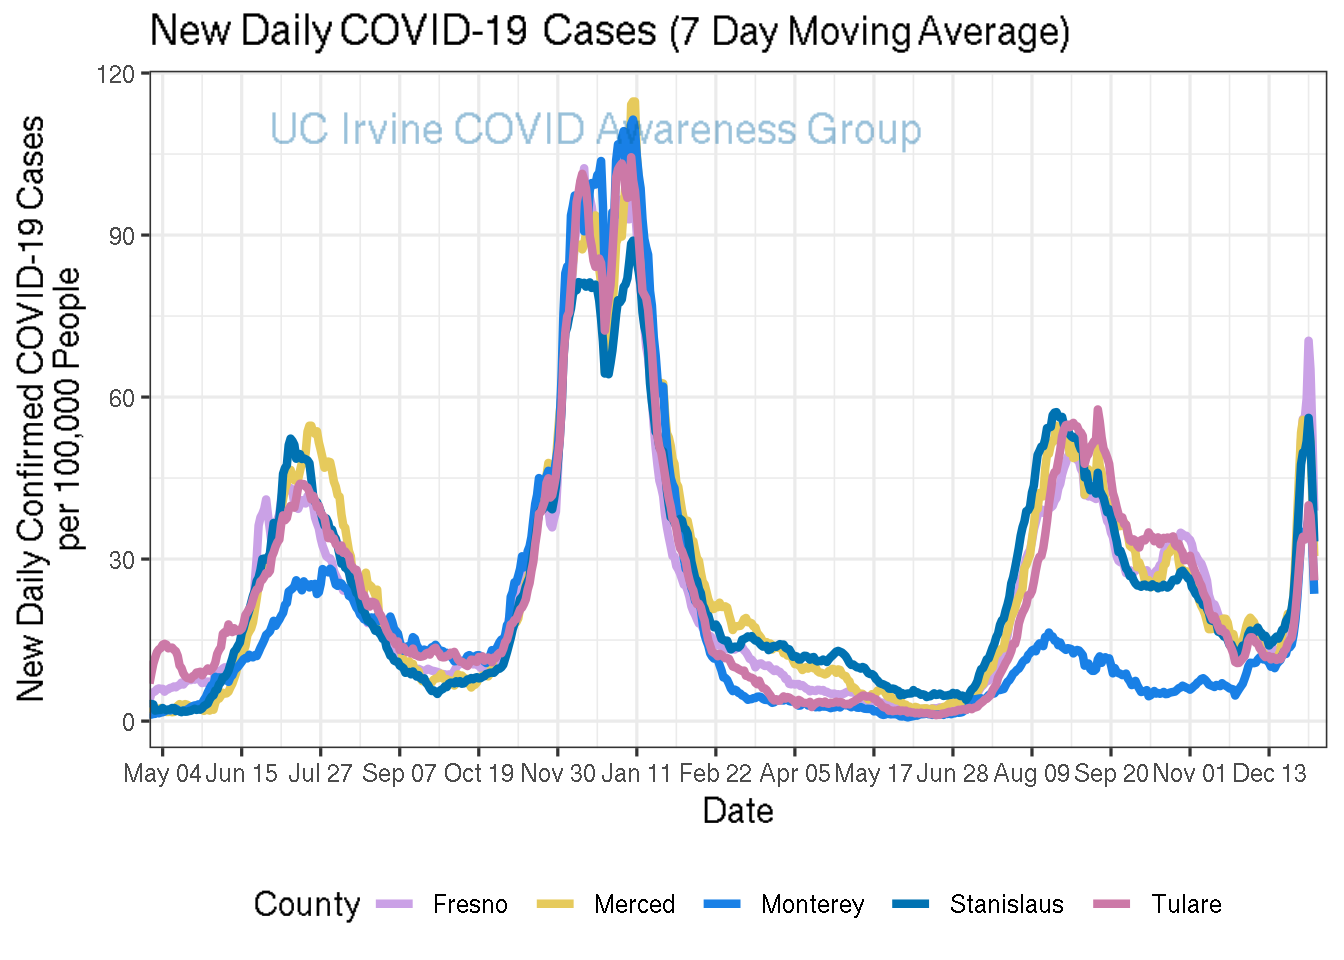 New Daily COVID-19 Cases (7 Day Moving Average)
UC Irvine COVID Awareness Group
New Daily Confirmed COVID-19 Cases
per 100,000 People
120
90
60
30
0
May 04 Jun 15 Jul 27 Sep 07 Oct 19 Nov 30 Jan 11 Feb 22 Apr 05 May 17 Jun 28 Aug 09 Sep 20 Nov 01 Dec 13
Date
County Fresno Merced Monterey Stanislaus Tulare